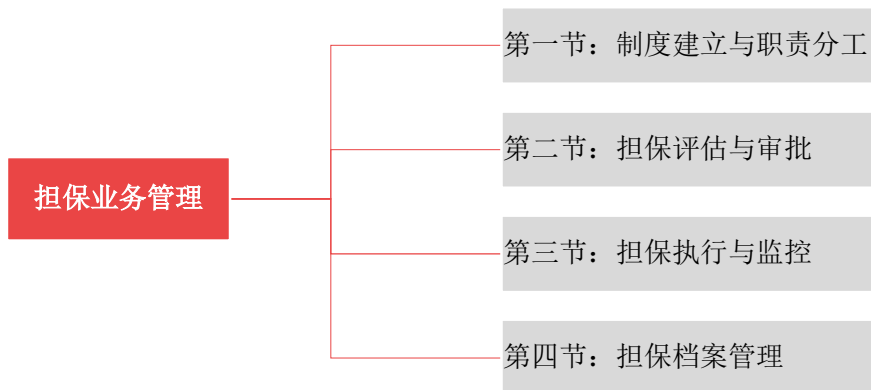 担保业务管理
第一节：制度建立与职责分工
第二节：担保评估与审批
第三节：担保执行与监控
第四节：担保档案管理